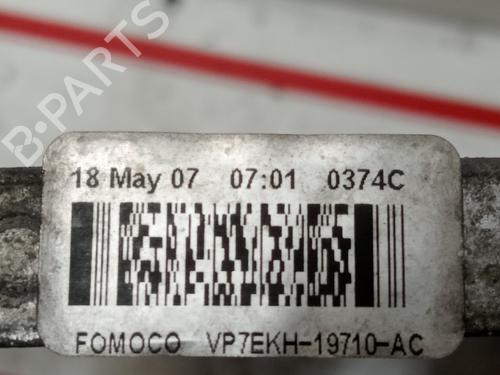 B-PARTS
18 May 07 07:01 0374C
FOMOCO VP7EKH-19710-AC